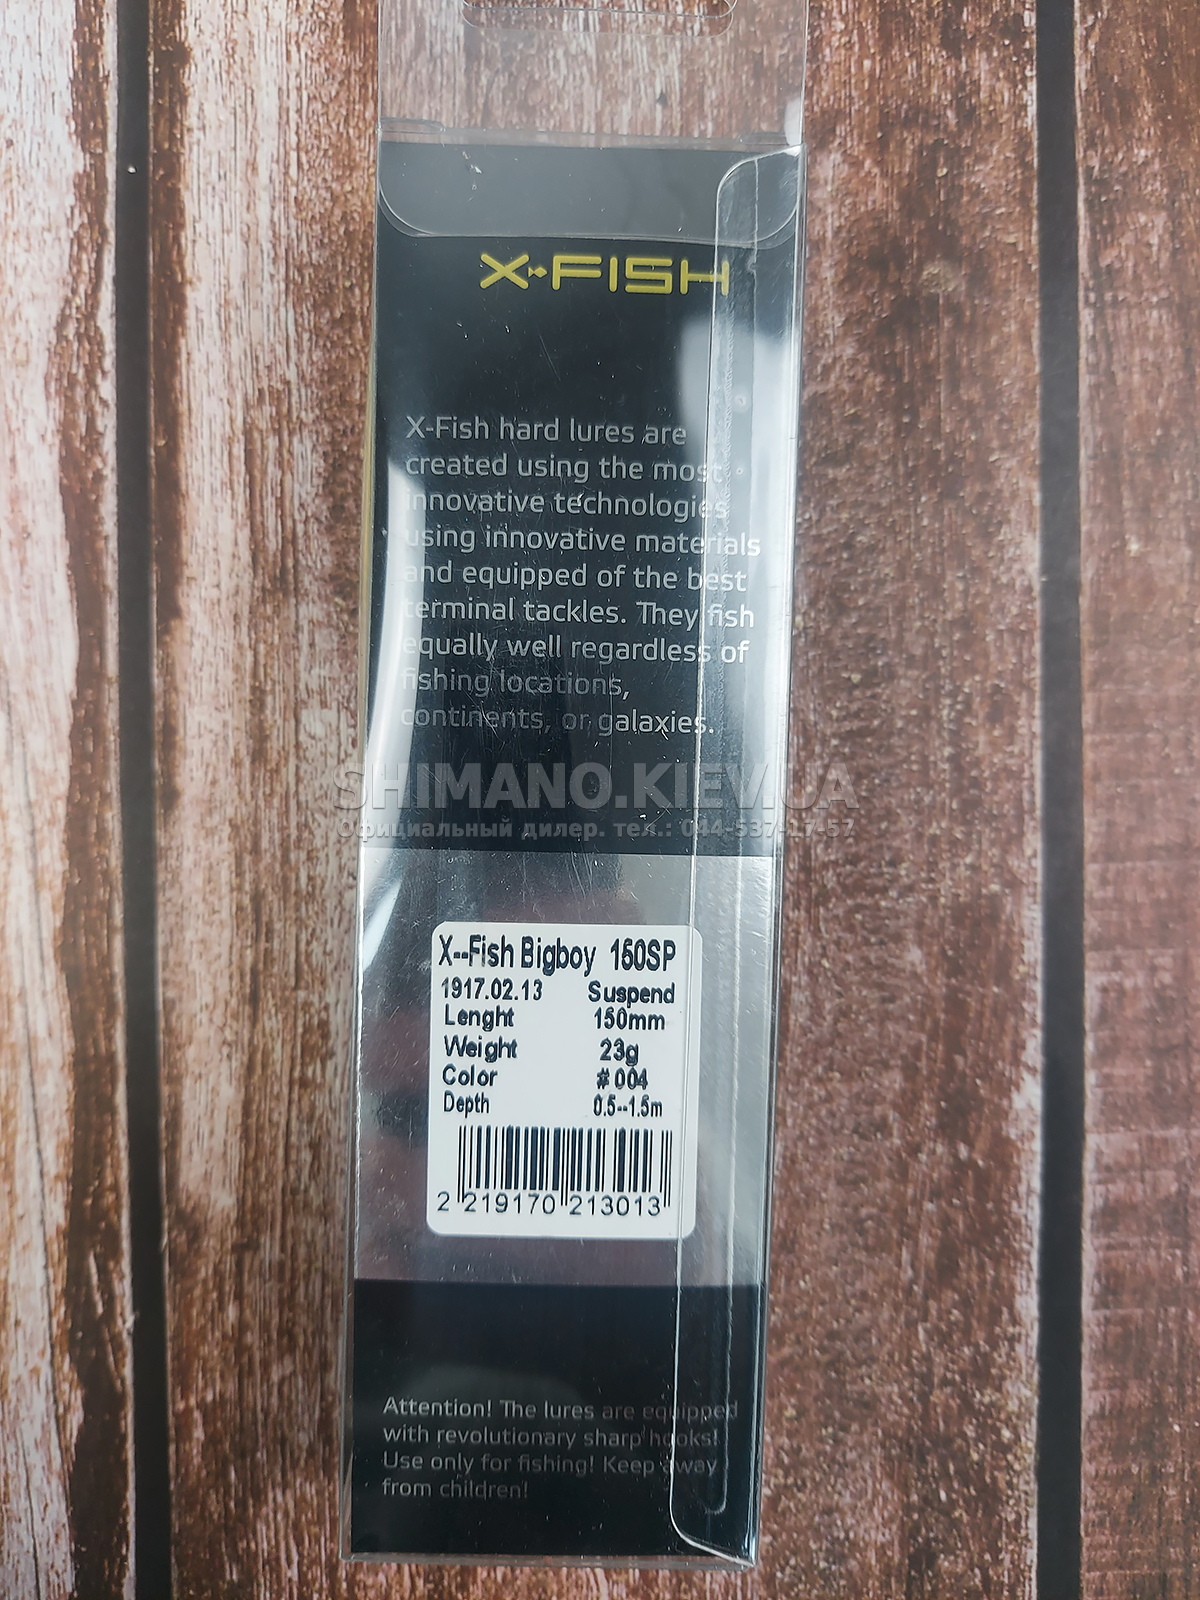 X-FISH
X-Fish hard lures are
created using the most
innovative technologies
using innovative materials
and equipped of the best
terminal tackles. They fish
equally well regardless of
fishing locations,
continents, or galaxies.
SHIMANO.KIEV.UA
Официальный дилер. тел.: 044-537-17-57
X--Fish Bigboy 150SP
1917.02.13 Suspend
Lenght 150mm
Weight 23g
Color #004
Depth 0.5--1.5m
2 219170 213013
Attention! The lures are equipped
with revolutionary sharp hooks!
Use only for fishing! Keep away
from children!